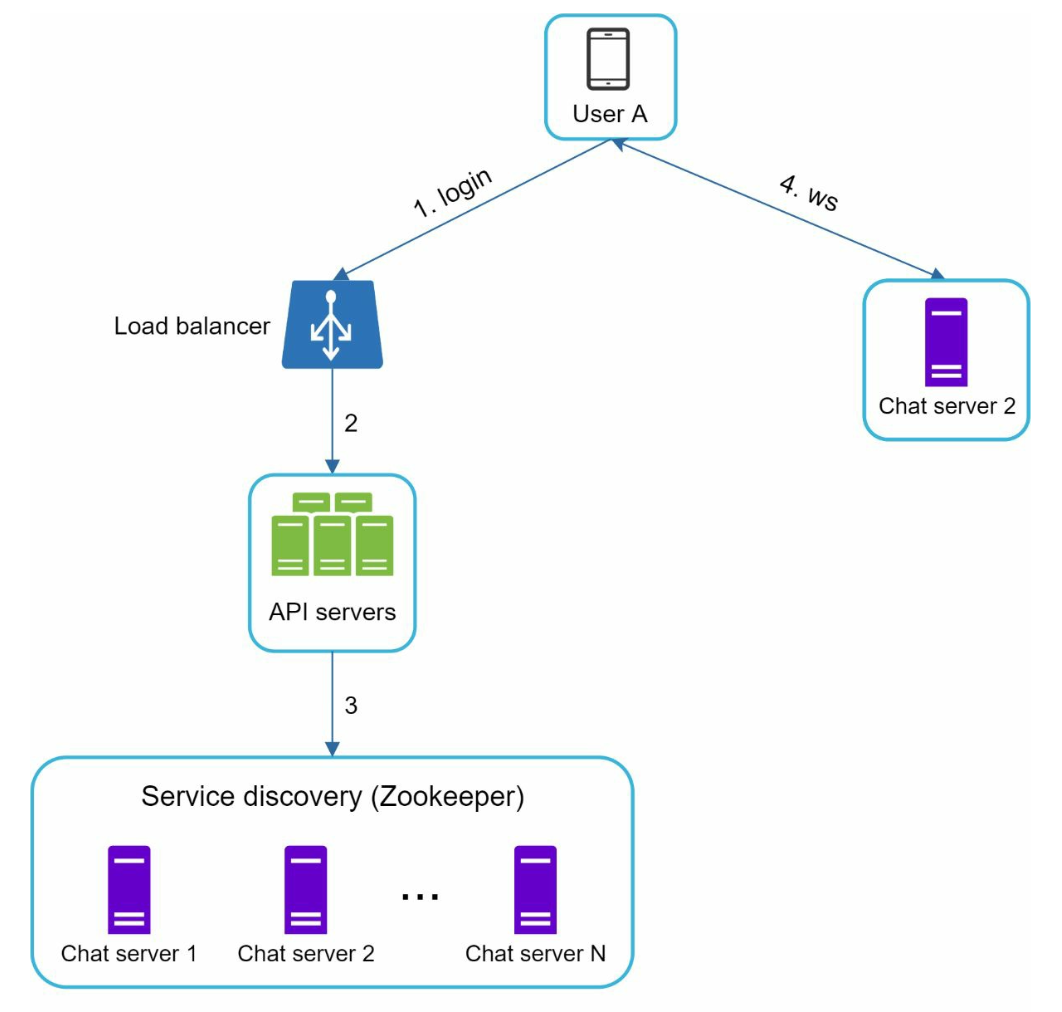 User A
1. login
4. ws
Load balancer
Chat server 2
2
API servers
3
Service discovery (Zookeeper)
...
Chat server 1
Chat server 2
Chat server N